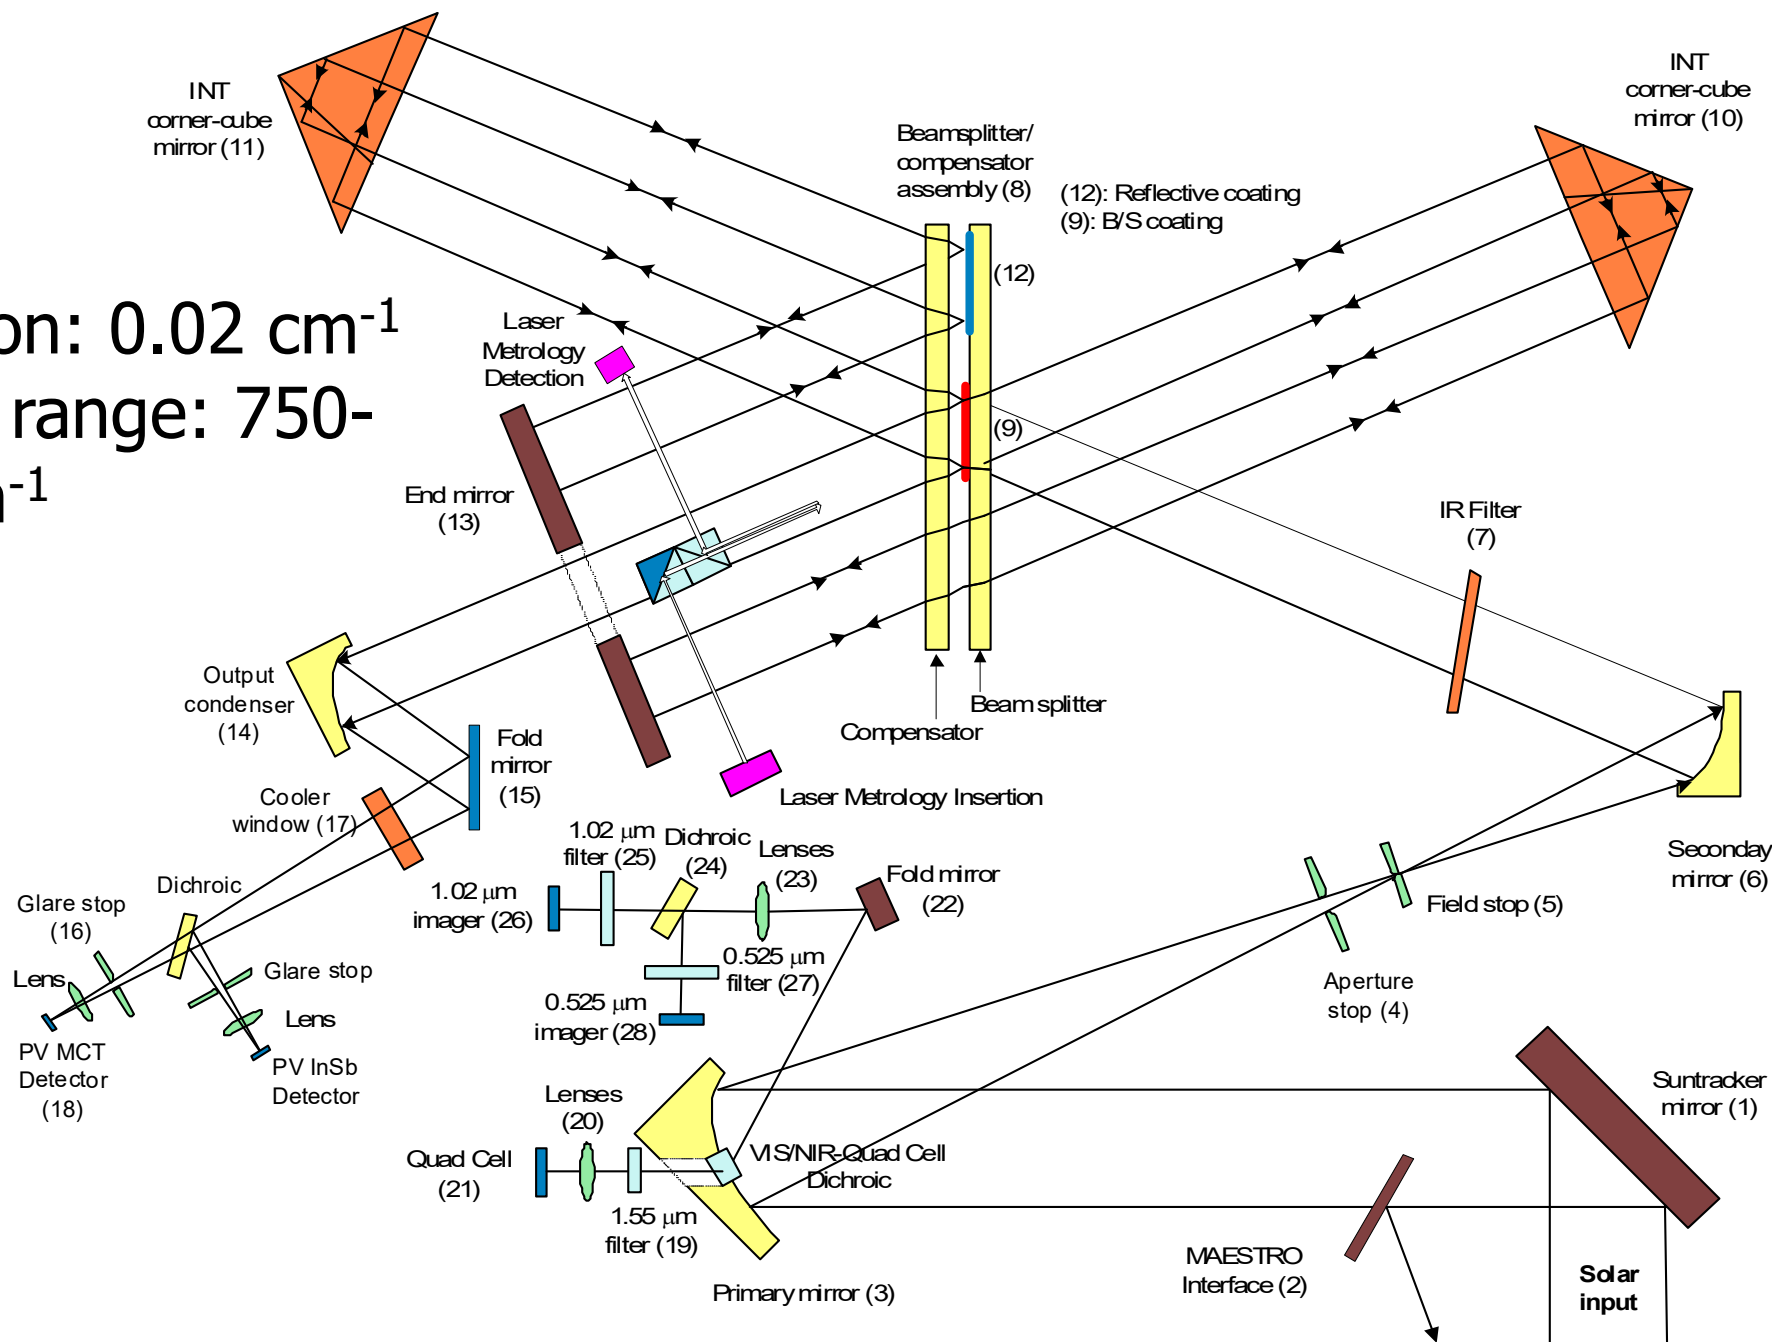 INT
corner-cube
mirror (11)
INT
corner-cube
mirror (10)
Beamsplitter/
compensator
assembly (8)
(12): Reflective coating
(9): B/S coating
(12)
on: 0.02 cm-1
range: 750-
-1
Laser
Metrology
Detection
(9)
End mirror
(13)
IR Filter
(7)
Output
condenser
(14)
Beam splitter
Compensator
Fold
mirror
(15)
Laser Metrology Insertion
Cooler
window (17)
1.02 µm
filter (25)
Dichroic
(24)
Lenses
(23)
Fold mirror
(22)
Seconday
mirror (6)
Dichroic
1.02 µm
imager (26)
Field stop (5)
Glare stop
(16)
0.525 µm
filter (27)
Glare stop
Lens
Aperture
stop (4)
0.525 µm
imager (28)
Lens
PV MCT
Detector
(18)
PV InSb
Detector
Suntracker
mirror (1)
Lenses
(20)
Quad Cell
(21)
VIS/NIR-Quad Cell
Dichroic
1.55 µm
filter (19)
MAESTRO
Interface (2)
Solar
input
Primary mirror (3)